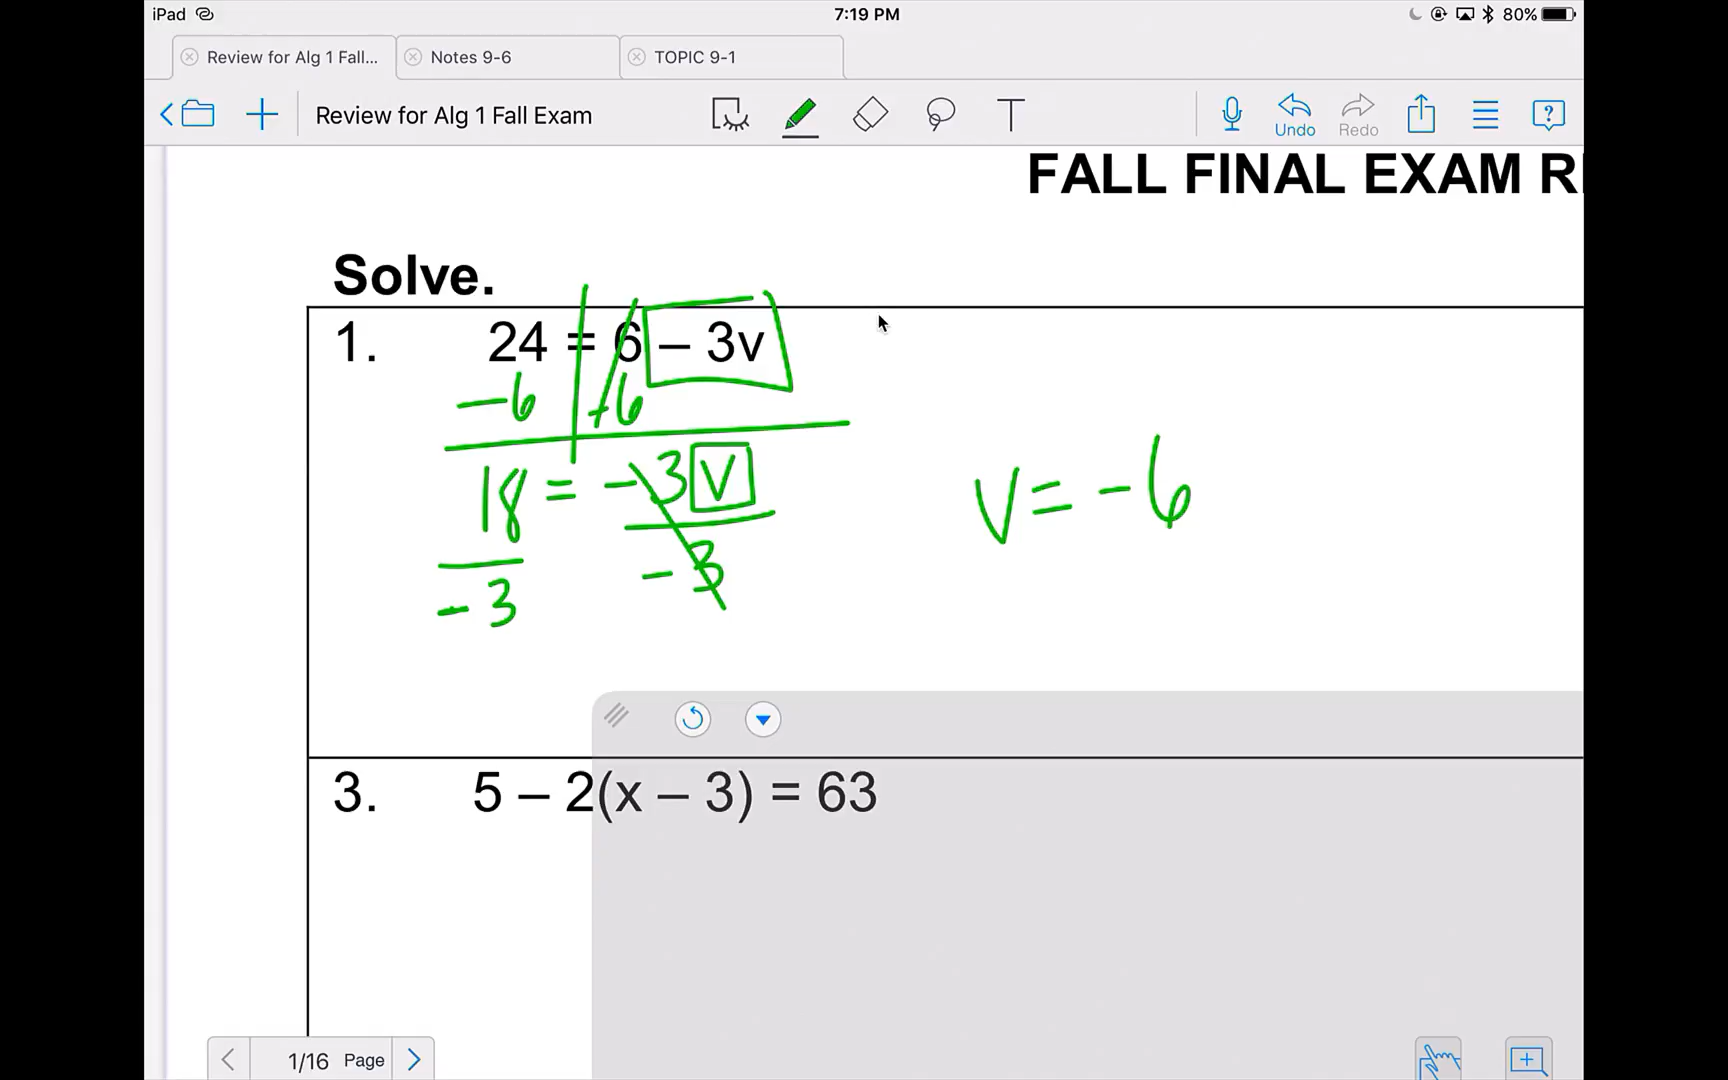 iPad 7:19 PM 80%
Review for Alg 1 Fall... Notes 9-6 TOPIC 9-1
Review for Alg 1 Fall Exam T Undo Redo ?
FALL FINAL EXAM R
Solve.
1. 24 = 6 – 3v
-6 -6
18 = -3 v
-3 -3
v = -6
3. 5 – 2(x – 3) = 63
1/16 Page